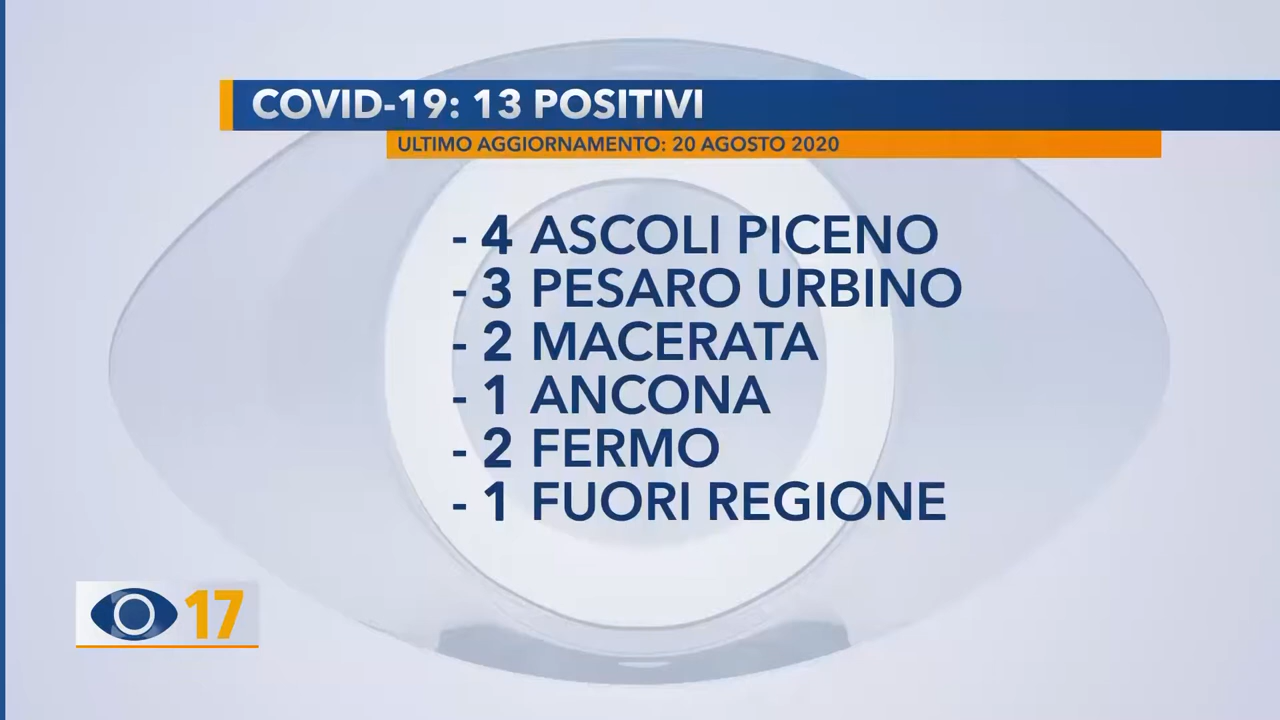 COVID-19: 13 POSITIVI
ULTIMO AGGIORNAMENTO: 20 AGOSTO 2020
- 4 ASCOLI PICENO
- 3 PESARO URBINO
- 2 MACERATA
- 1 ANCONA
- 2 FERMO
- 1 FUORI REGIONE
17